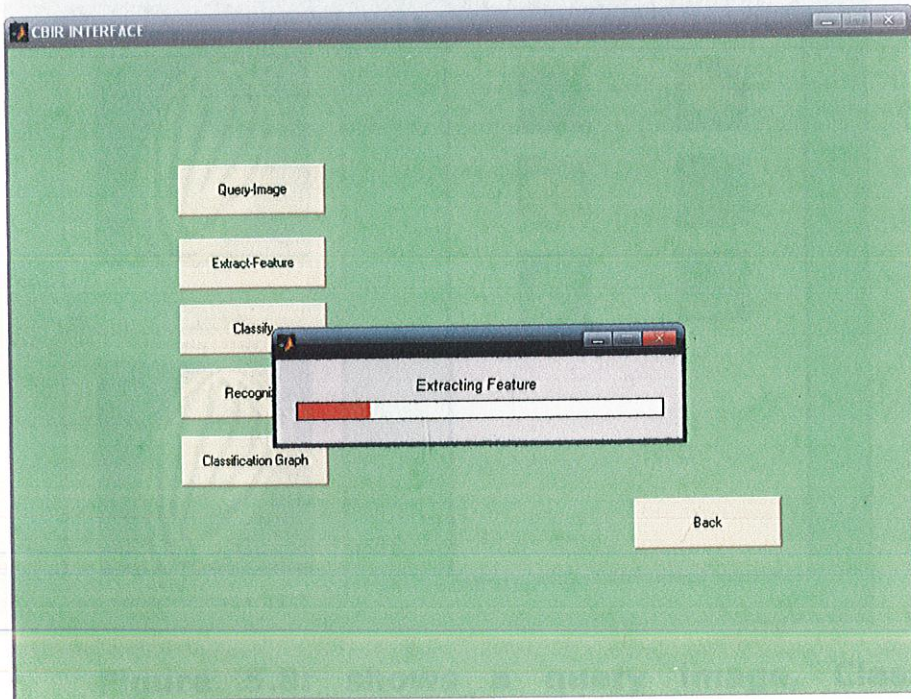 CBIR INTERFACE
Query-Image
Extract-Feature
Classify
Extracting Feature
Classification Graph
Back